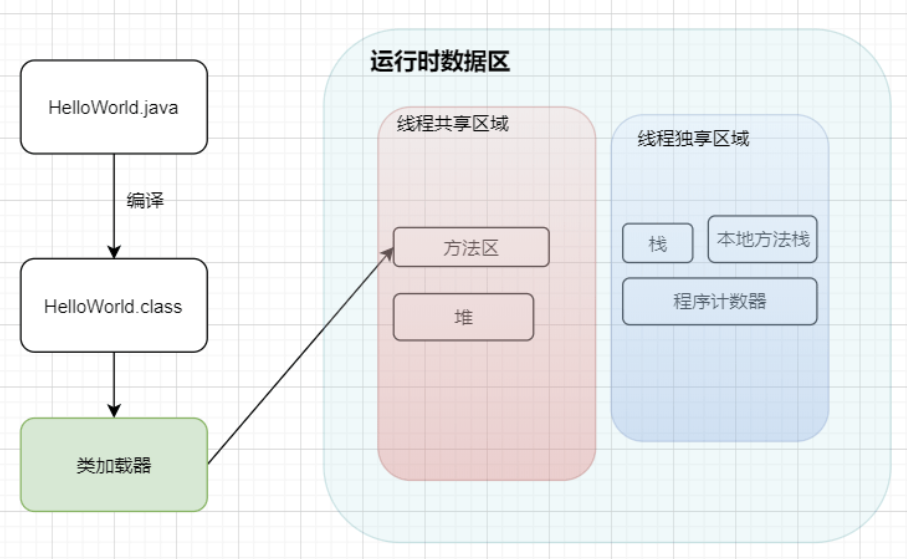 HelloWorld.java
编译
HelloWorld.class
类加载器
运行时数据区
线程共享区域
方法区
堆
线程独享区域
栈
本地方法栈
程序计数器